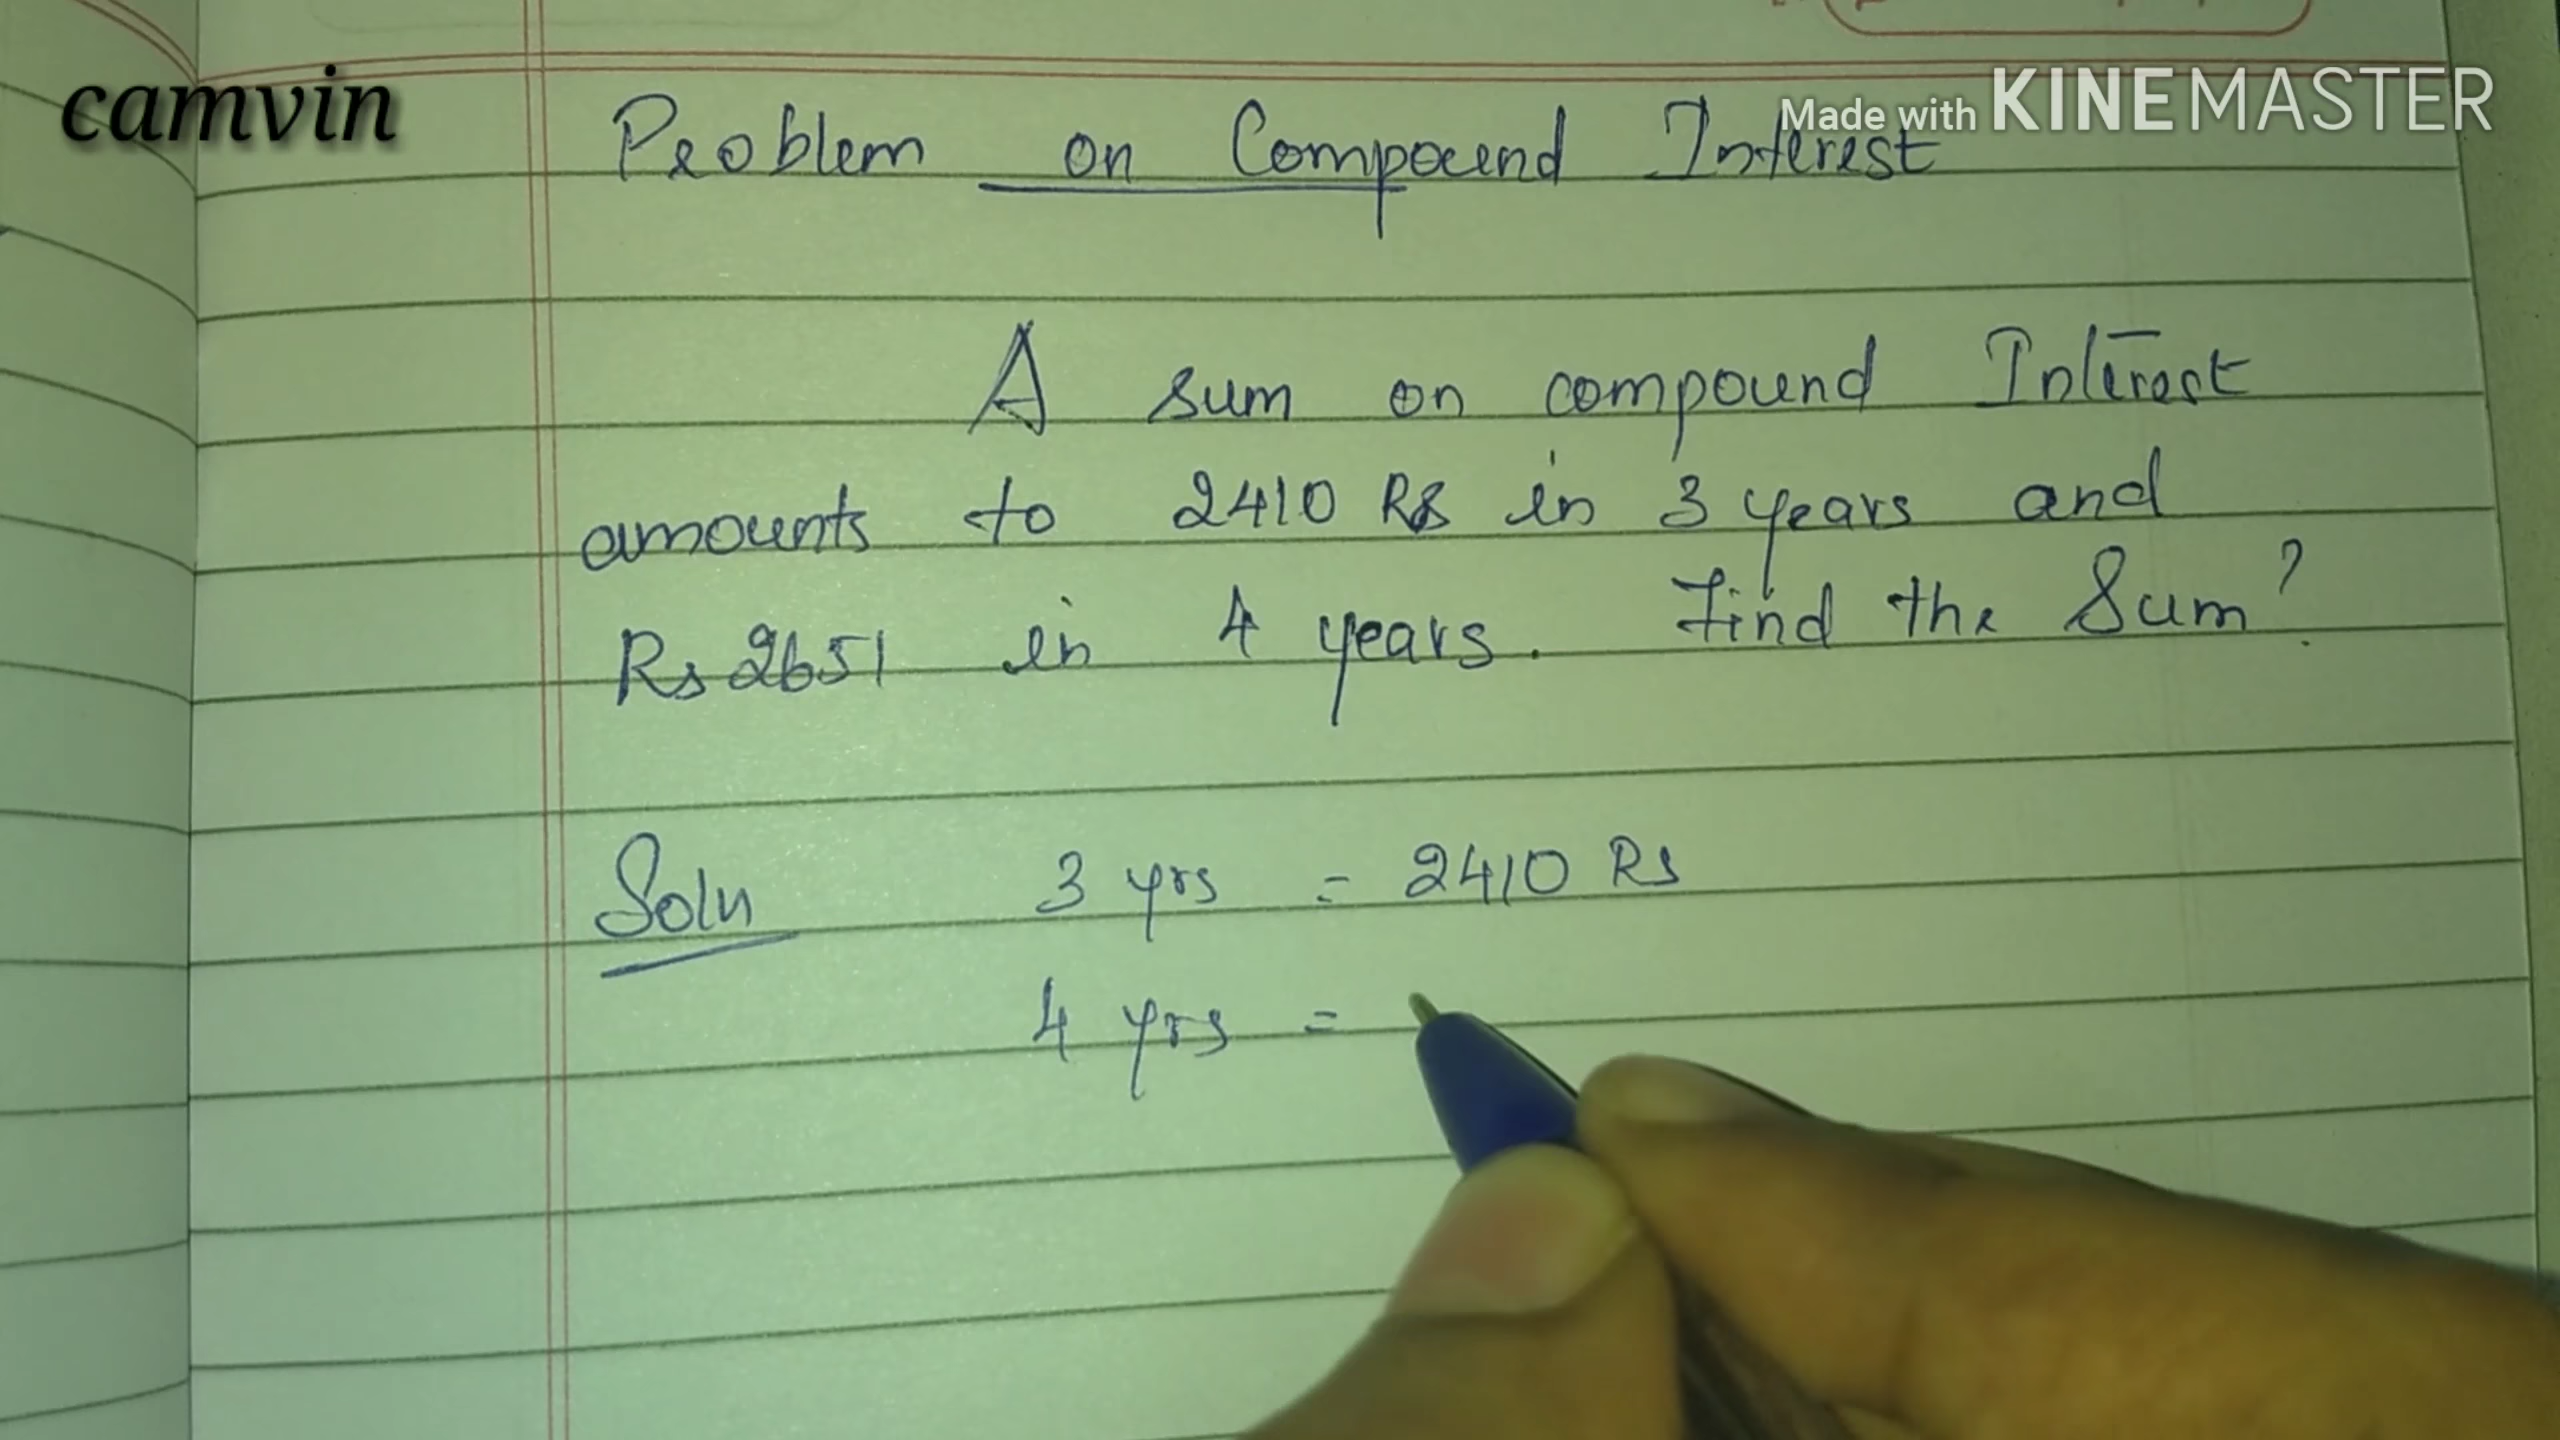 camvin
Made with KINEMASTER
Problem on Compound Interest
A sum on compound Interest
amounts to 2410 Rs in 3 years and
Rs 2651 in 4 years. Find the Sum?
Soln 3 yrs = 2410 Rs
4 yrs =